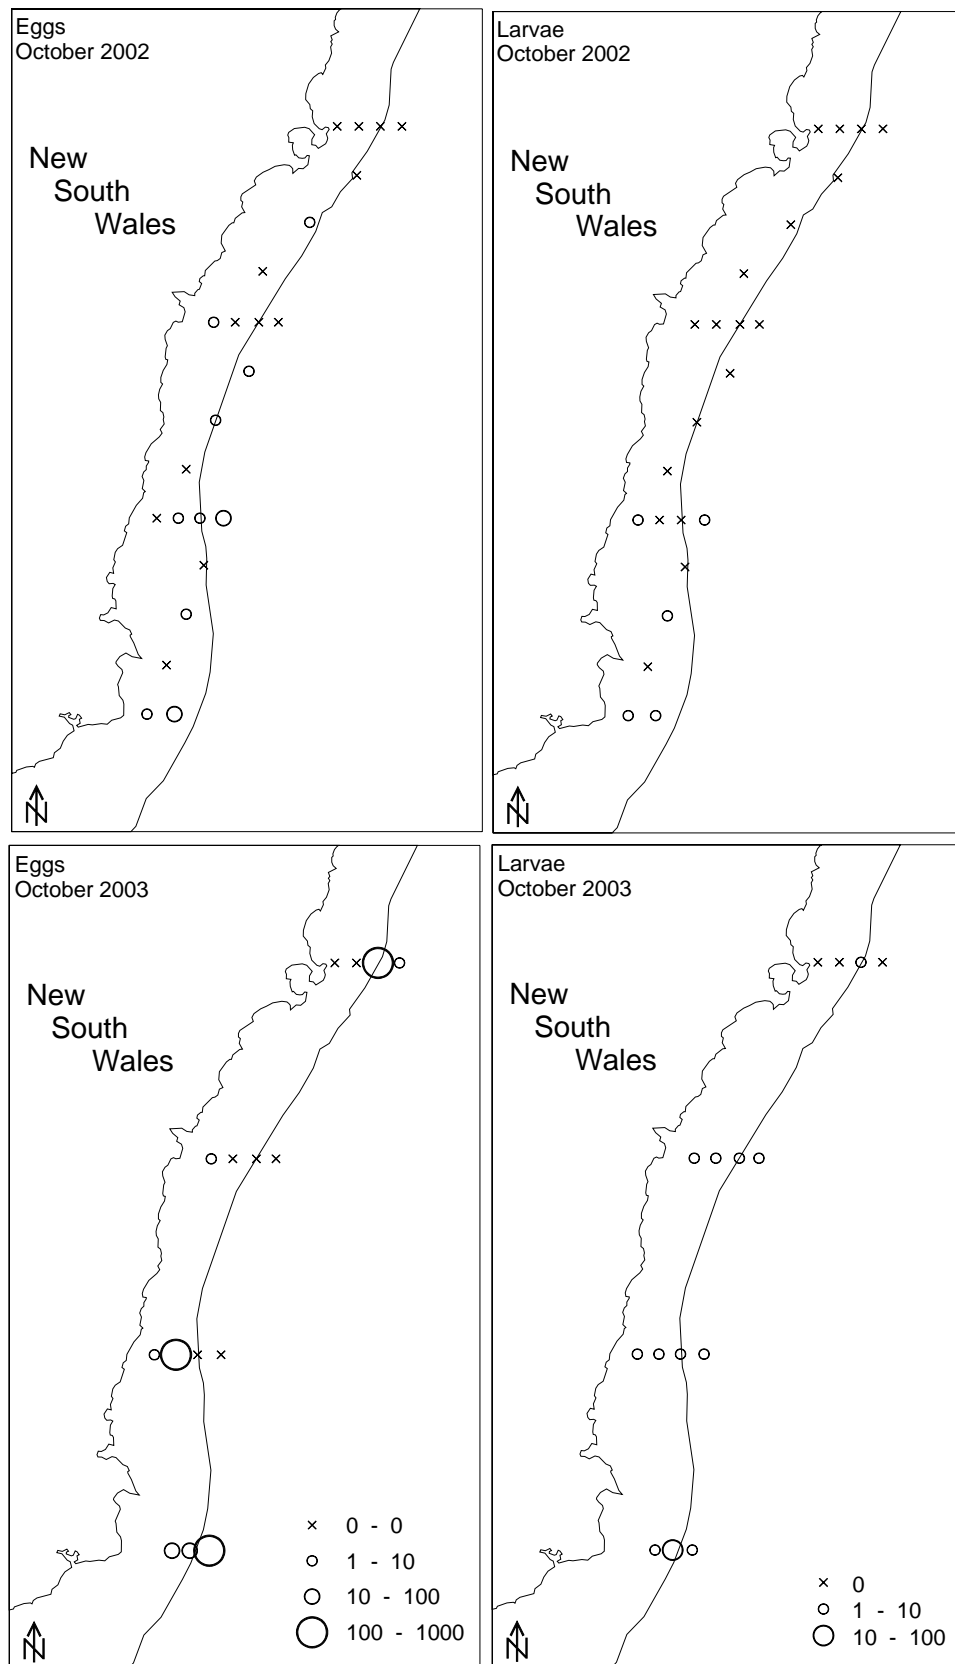 Eggs
October 2002
New
South
Wales
N
Larvae
October 2002
New
South
Wales
N
Eggs
October 2003
New
South
Wales
0 - 0
1 - 10
10 - 100
100 - 1000
N
Larvae
October 2003
New
South
Wales
0
1 - 10
10 - 100
N